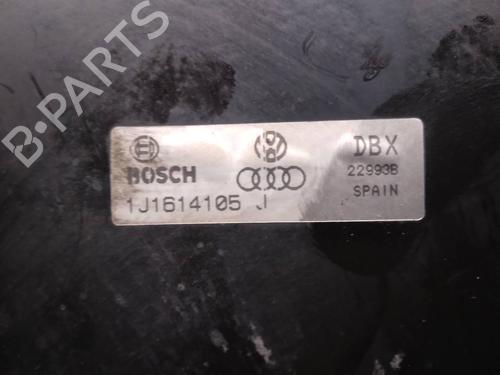 B-PARTS
BOSCH
DBX
22993B
SPAIN
1J1614105 J